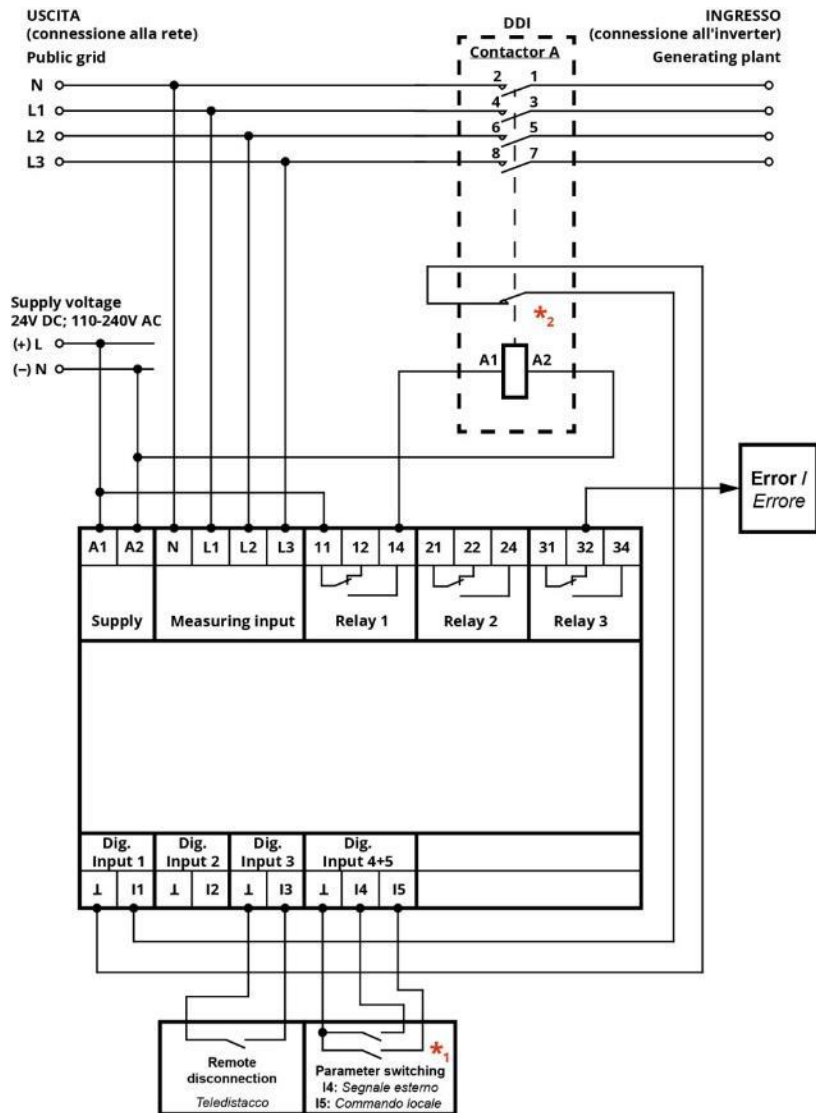 USCITA
(connessione alla rete)
Public grid
DDI
Contactor A
INGRESSO
(connessione all'inverter)
Generating plant
N
2 1
L1
4 3
L2
6 5
L3
8 7
Supply voltage
24V DC; 110-240V AC
(+) L
(−) N
*2
A1 A2
Error /
Errore
A1 A2 N L1 L2 L3 11 12 14 21 22 24 31 32 34
Supply Measuring input Relay 1 Relay 2 Relay 3
Dig. Input 1
Dig. Input 2
Dig. Input 3
Dig. Input 4+5
⊥ I1 ⊥ I2 ⊥ I3 ⊥ I4 I5
Remote
disconnection
Teledistacco
*1
Parameter switching
I4: Segnale esterno
I5: Commando locale